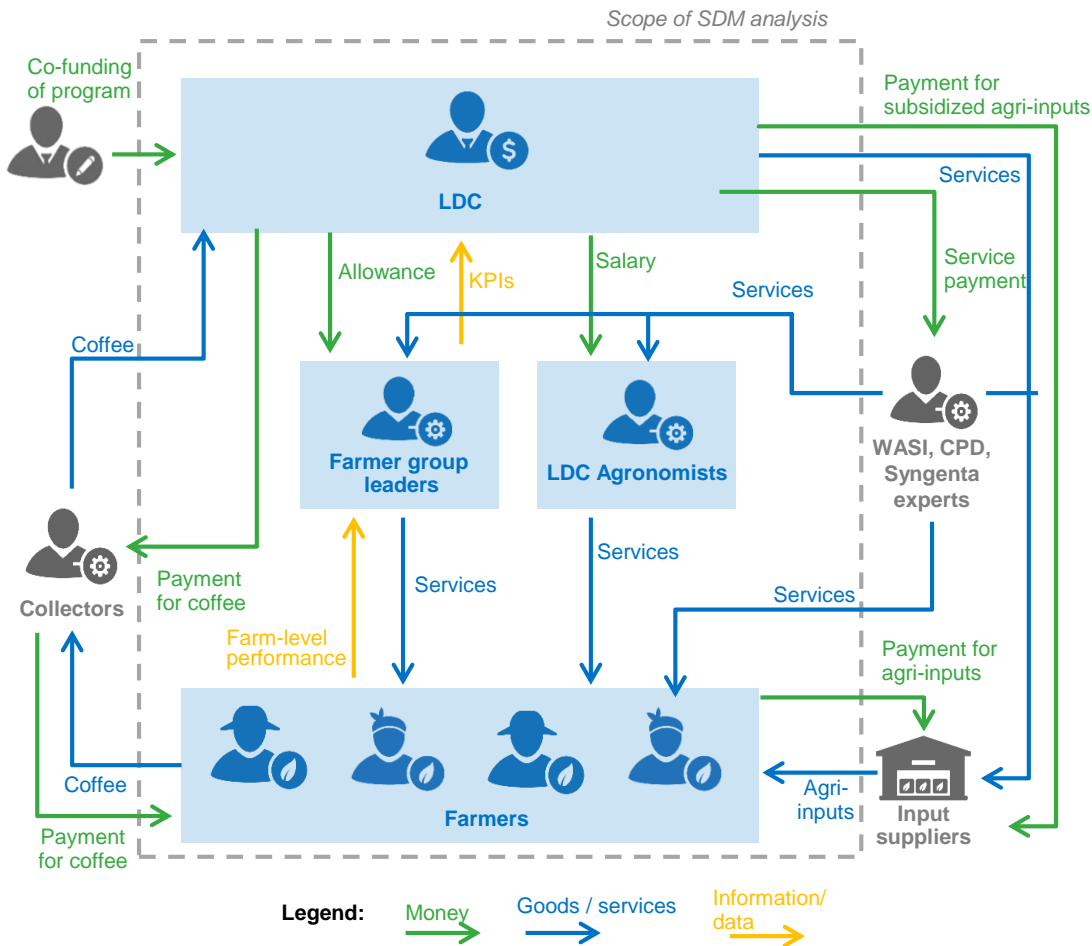 Scope of SDM analysis
Co-funding
of program
Payment for
subsidized agri-inputs
$
LDC
Services
Allowance
KPIs
Salary
Service
payment
Services
Coffee
Farmer group
leaders
LDC Agronomists
WASI, CPD,
Syngenta
experts
Collectors
Payment
for coffee
Services
Services
Services
Farm-level
performance
Payment for
agri-inputs
Coffee
Agri-
inputs
Farmers
Input
suppliers
Payment
for coffee
Legend:
Money
Goods / services
Information/
data